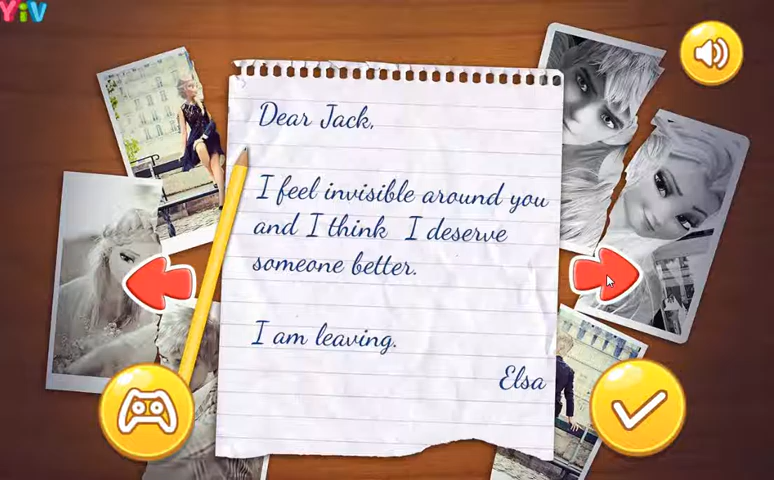 YiV
Dear Jack,
I feel invisible around you
and I think I deserve
someone better.
I am leaving.
Elsa